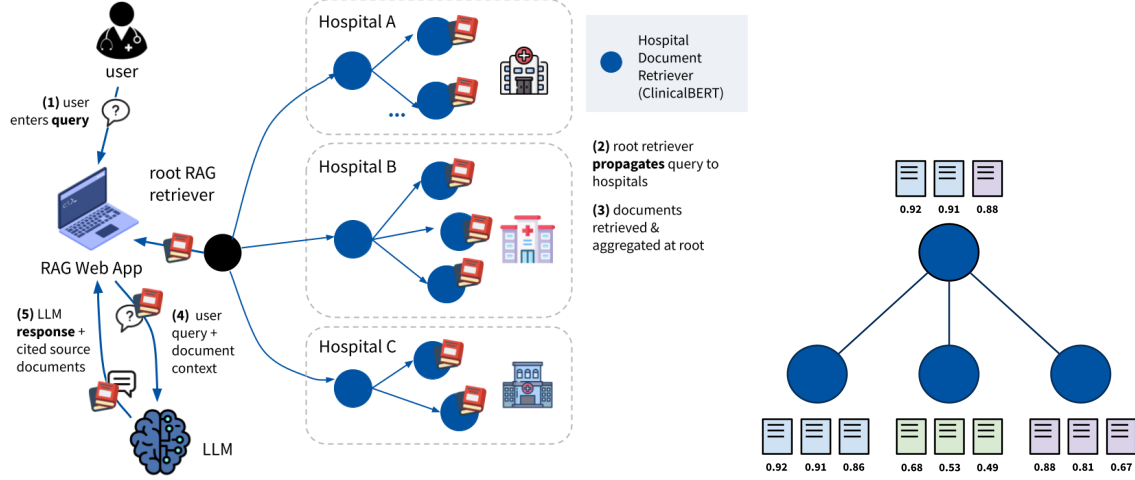 user
(1) user
enters query
root RAG
retriever
RAG Web App
(5) LLM
response +
cited source
documents
(4) user
query +
document
context
LLM
Hospital A
...
Hospital B
Hospital C
Hospital
Document
Retriever
(ClinicalBERT)
(2) root retriever
propagates query to
hospitals
(3) documents
retrieved &
aggregated at root
0.92 0.91 0.88
0.92 0.91 0.86 0.68 0.53 0.49 0.88 0.81 0.67